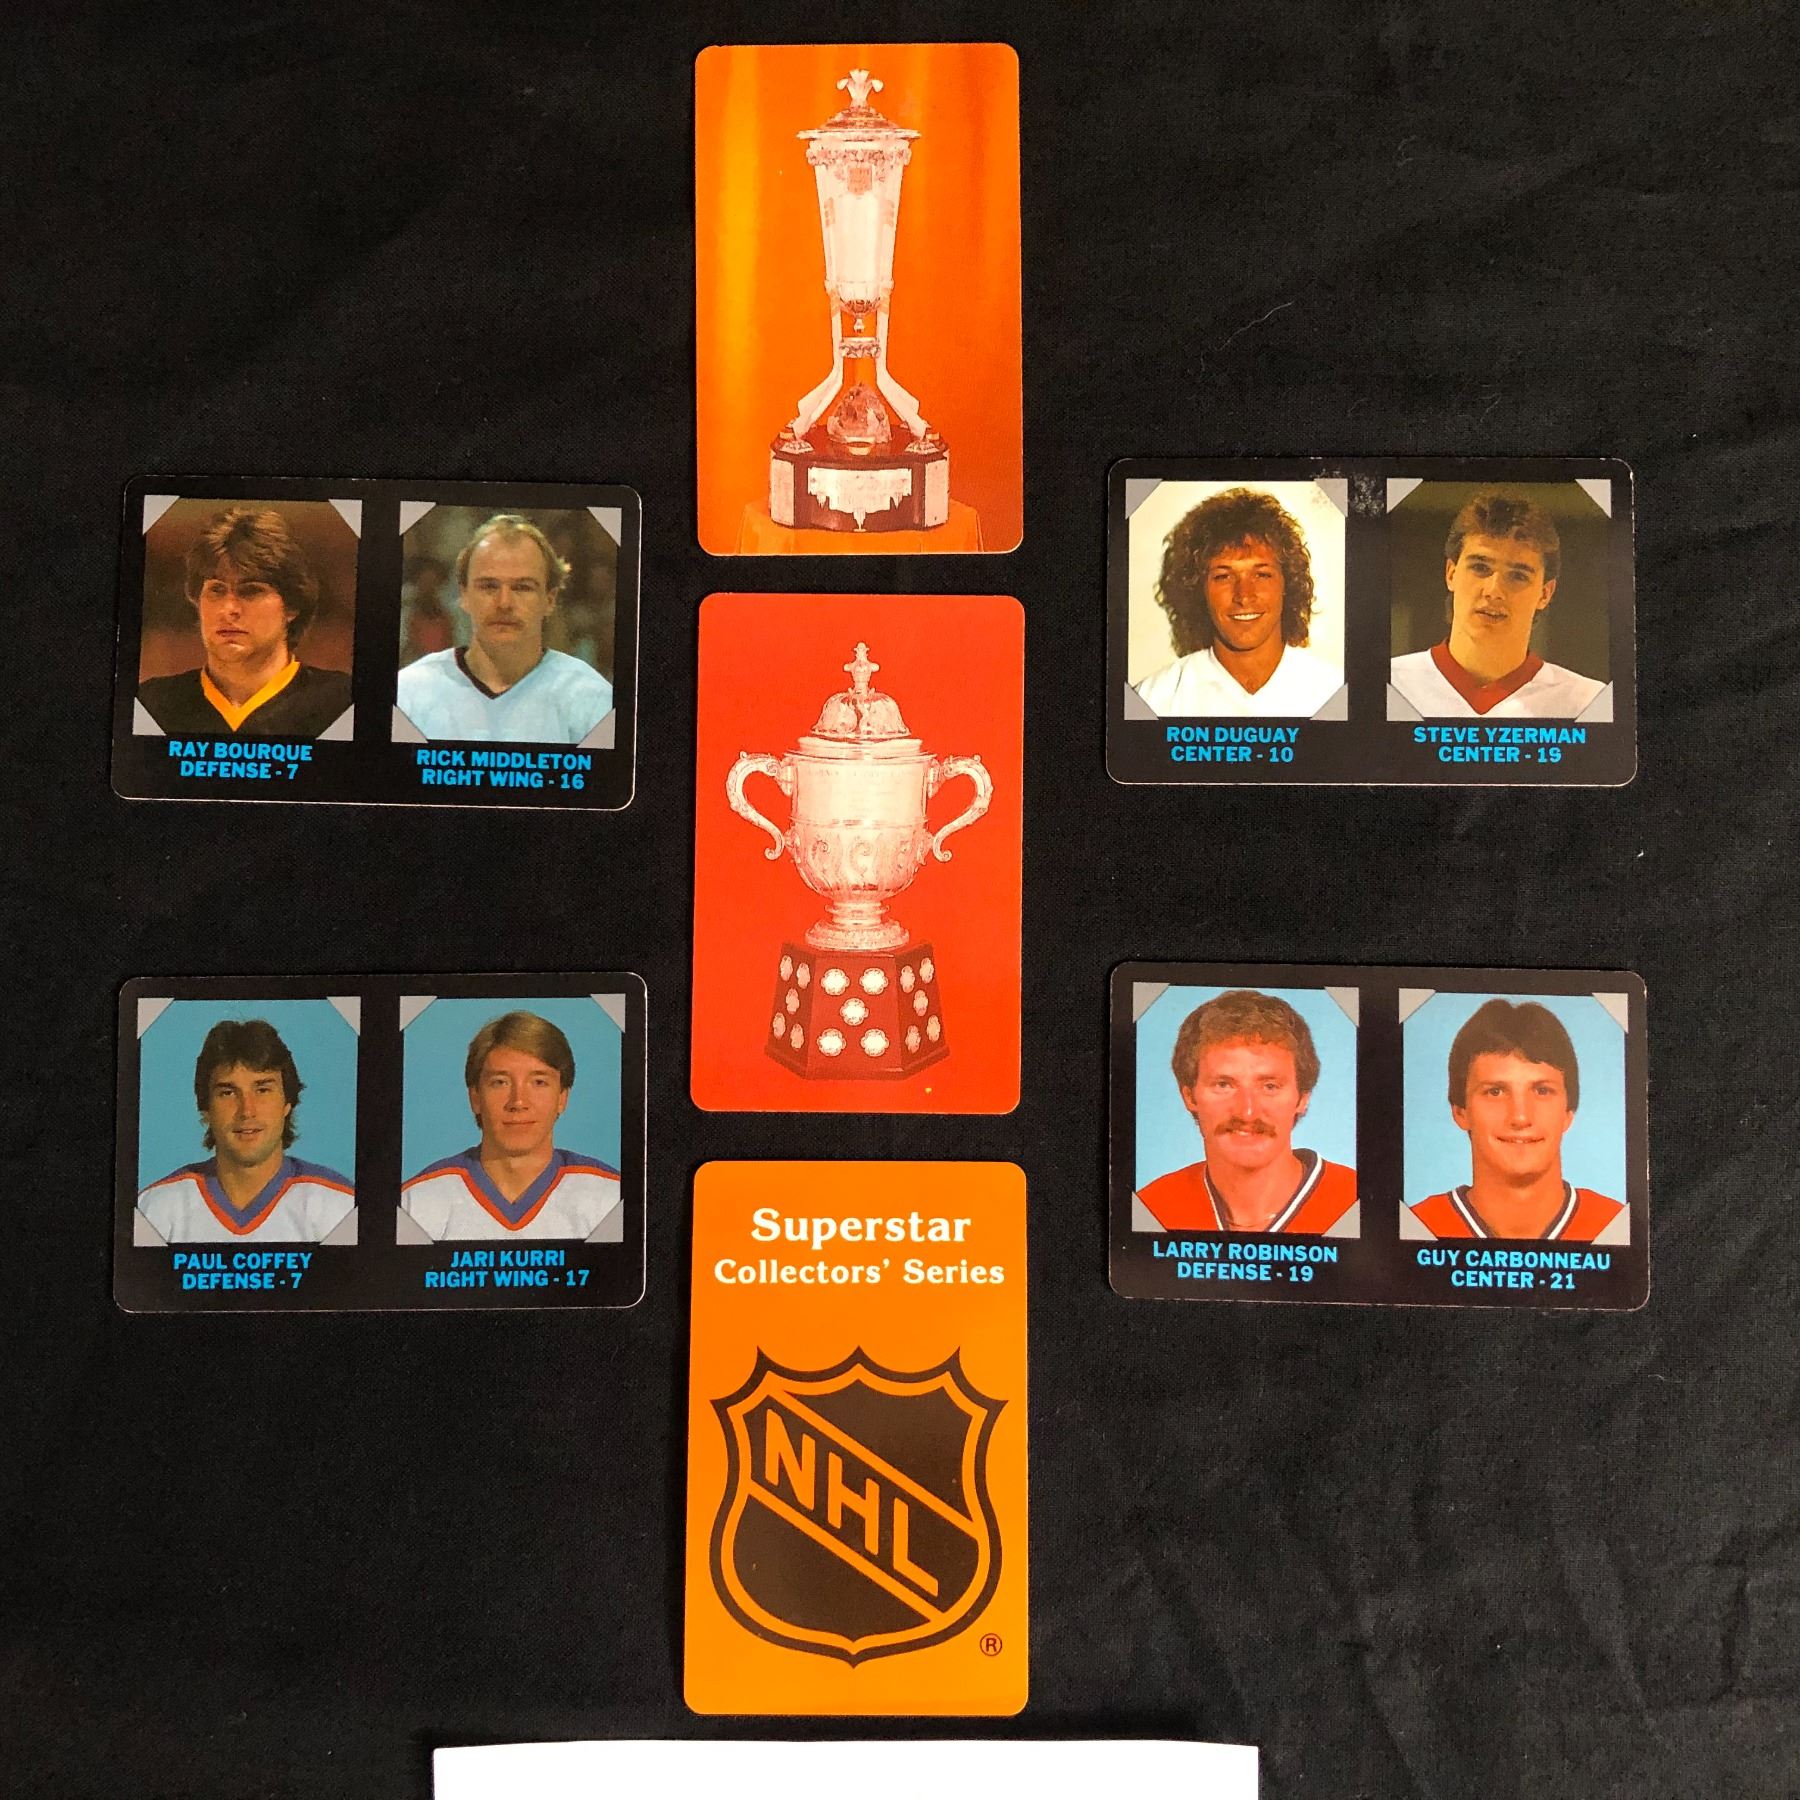 RAY BOURQUE
DEFENSE - 7
RICK MIDDLETON
RIGHT WING - 16
RON DUGUAY
CENTER - 10
STEVE YZERMAN
CENTER - 19
PAUL COFFEY
DEFENSE - 7
JARI KURRI
RIGHT WING - 17
LARRY ROBINSON
DEFENSE - 19
GUY CARBONNEAU
CENTER - 21
Superstar
Collectors' Series
NHL
®